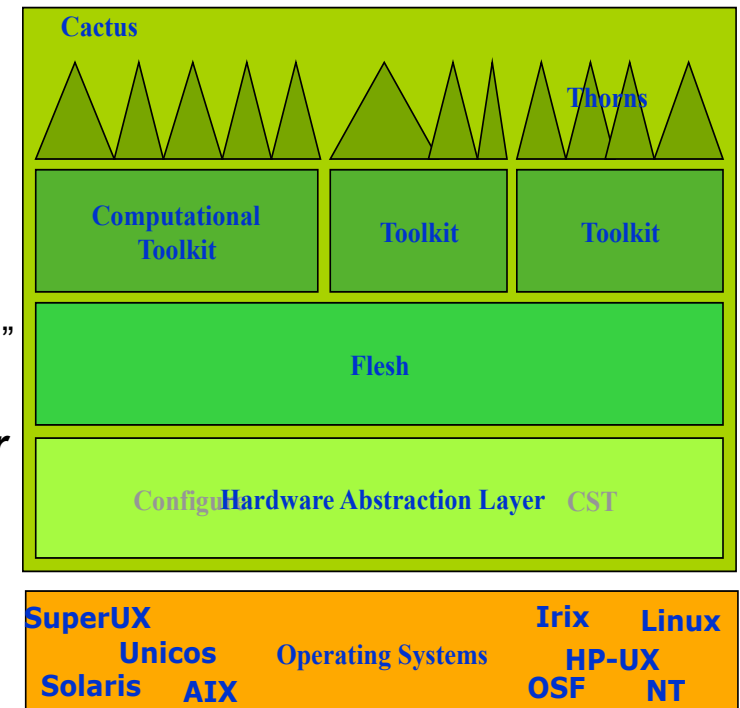 Cactus
Thorns
Computational
Toolkit
Toolkit
Toolkit
”
Flesh
r
Configure
Hardware Abstraction Layer
CST
SuperUX
Irix
Linux
Unicos
Operating Systems
HP-UX
Solaris
AIX
OSF
NT